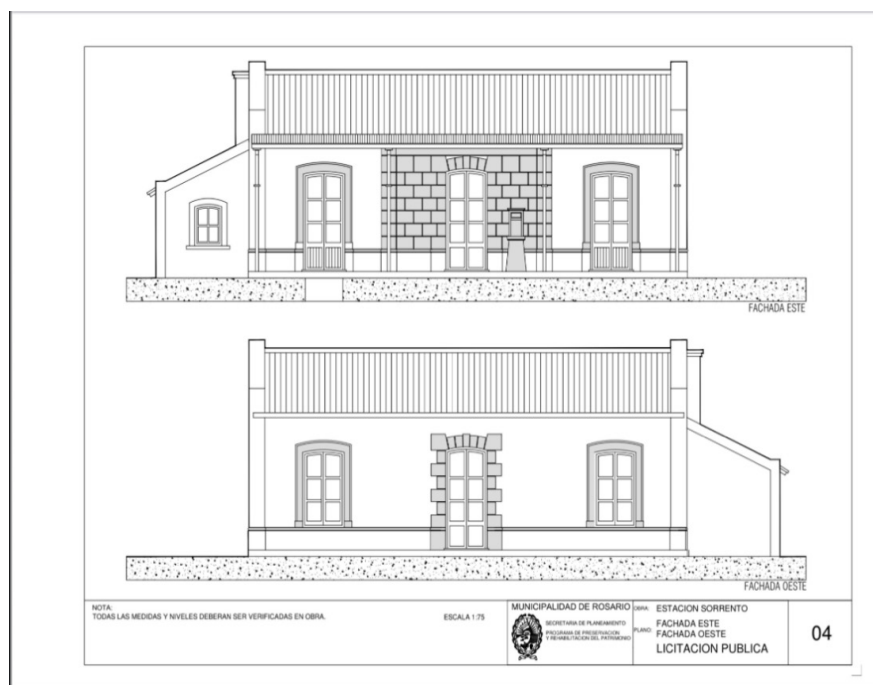 FACHADA ESTE
FACHADA OESTE
NOTA:
TODAS LAS MEDIDAS Y NIVELES DEBERAN SER VERIFICADAS EN OBRA.
ESCALA 1:75
MUNICIPALIDAD DE ROSARIO
SECRETARIA DE PLANEAMIENTO
PROGRAMA DE PRESERVACION
Y REHABILITACION DEL PATRIMONIO
OBRA: ESTACION SORRENTO
PLANO: FACHADA ESTE
FACHADA OESTE
LICITACION PUBLICA
04